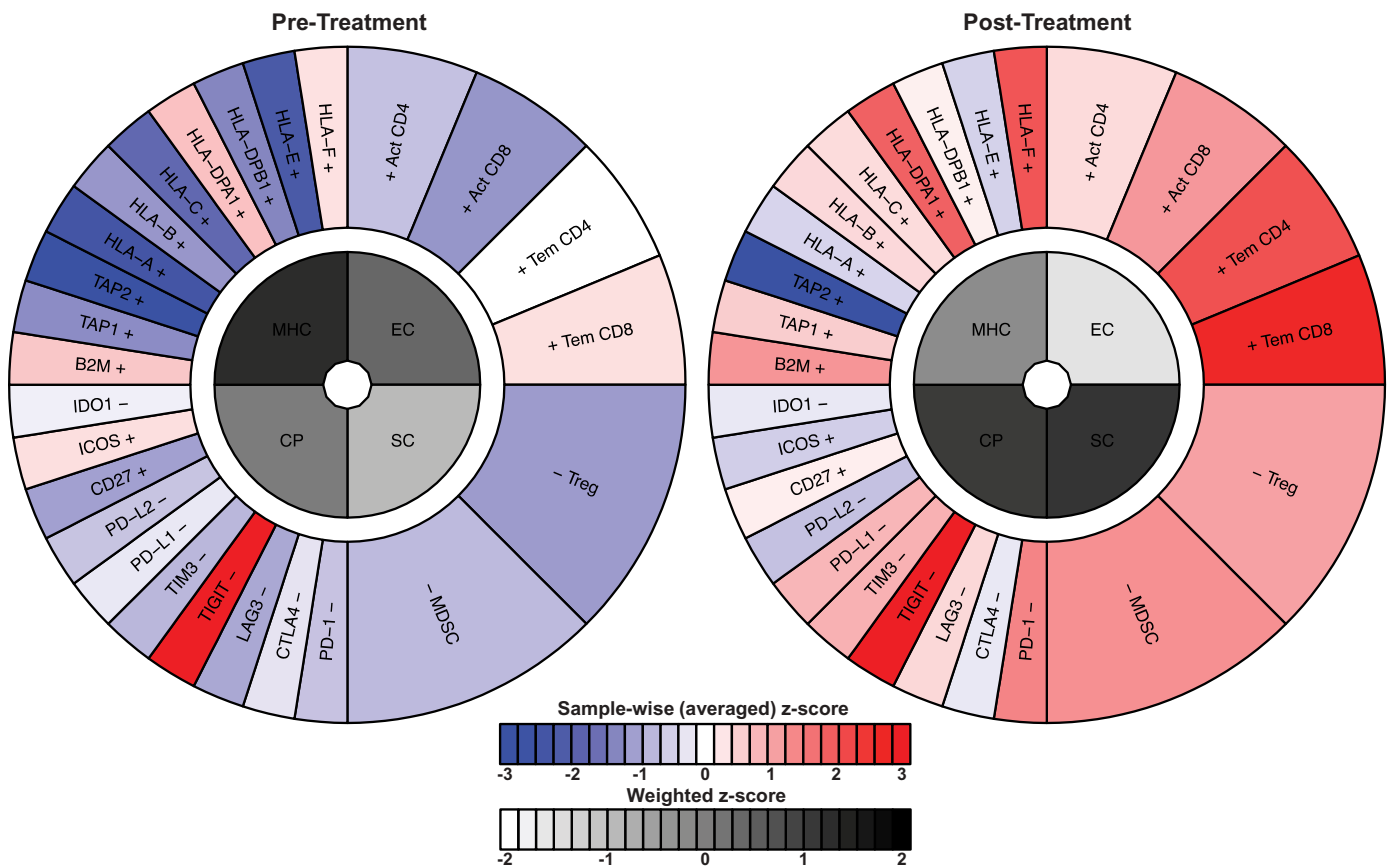 Pre-Treatment
HLA−F +
HLA−E +
HLA−DPB1 +
HLA−DPA1 +
HLA−C +
HLA−B +
HLA−A +
TAP2 +
TAP1 +
B2M +
IDO1 −
ICOS +
CD27 +
PD−L2 −
PD−L1 −
TIM3 −
TIGIT −
LAG3 −
CTLA4 −
PD−1 −
+ Act CD4
+ Act CD8
+ Tem CD4
+ Tem CD8
− Treg
− MDSC
MHC
EC
CP
SC
Post-Treatment
HLA−F +
HLA−E +
HLA−DPB1 +
HLA−DPA1 +
HLA−C +
HLA−B +
HLA−A +
TAP2 +
TAP1 +
B2M +
IDO1 −
ICOS +
CD27 +
PD−L2 −
PD−L1 −
TIM3 −
TIGIT −
LAG3 −
CTLA4 −
PD−1 −
+ Act CD4
+ Act CD8
+ Tem CD4
+ Tem CD8
− Treg
− MDSC
MHC
EC
CP
SC
Sample-wise (averaged) z-score
-3 -2 -1 0 1 2 3
Weighted z-score
-2 -1 0 1 2